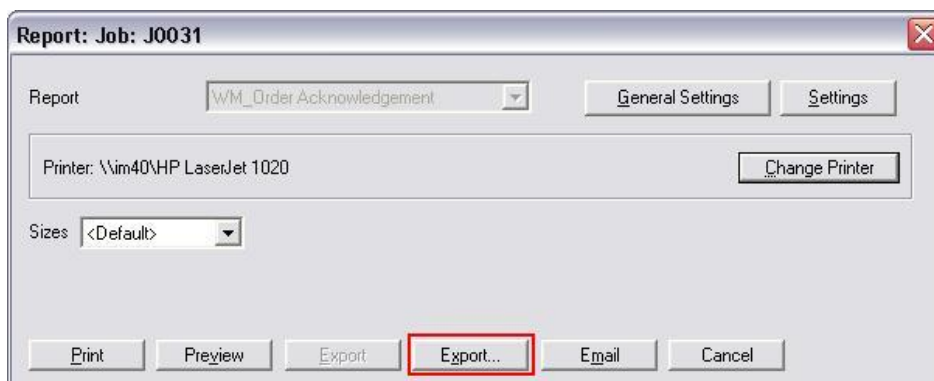 Report: Job: J0031
Report WM_Order Acknowledgement General Settings Settings
Printer: \\im40\HP LaserJet 1020 Change Printer
Sizes <Default>
Print Preview Export Export... Email Cancel